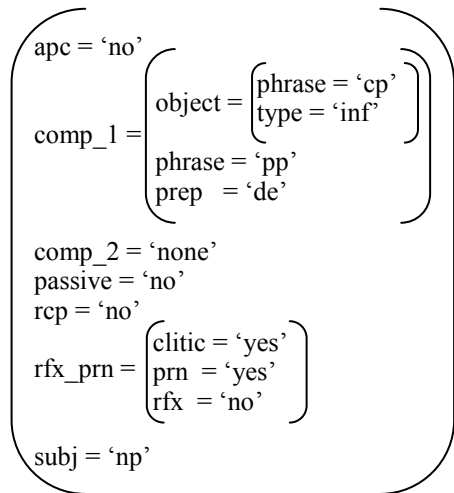 apc = ‘no’
object = phrase = ‘cp’
type = ‘inf’
comp_1 =
phrase = ‘pp’
prep = ‘de’
comp_2 = ‘none’
passive = ‘no’
rcp = ‘no’
clitic = ‘yes’
rfx_prn = prn = ‘yes’
rfx = ‘no’
subj = ‘np’